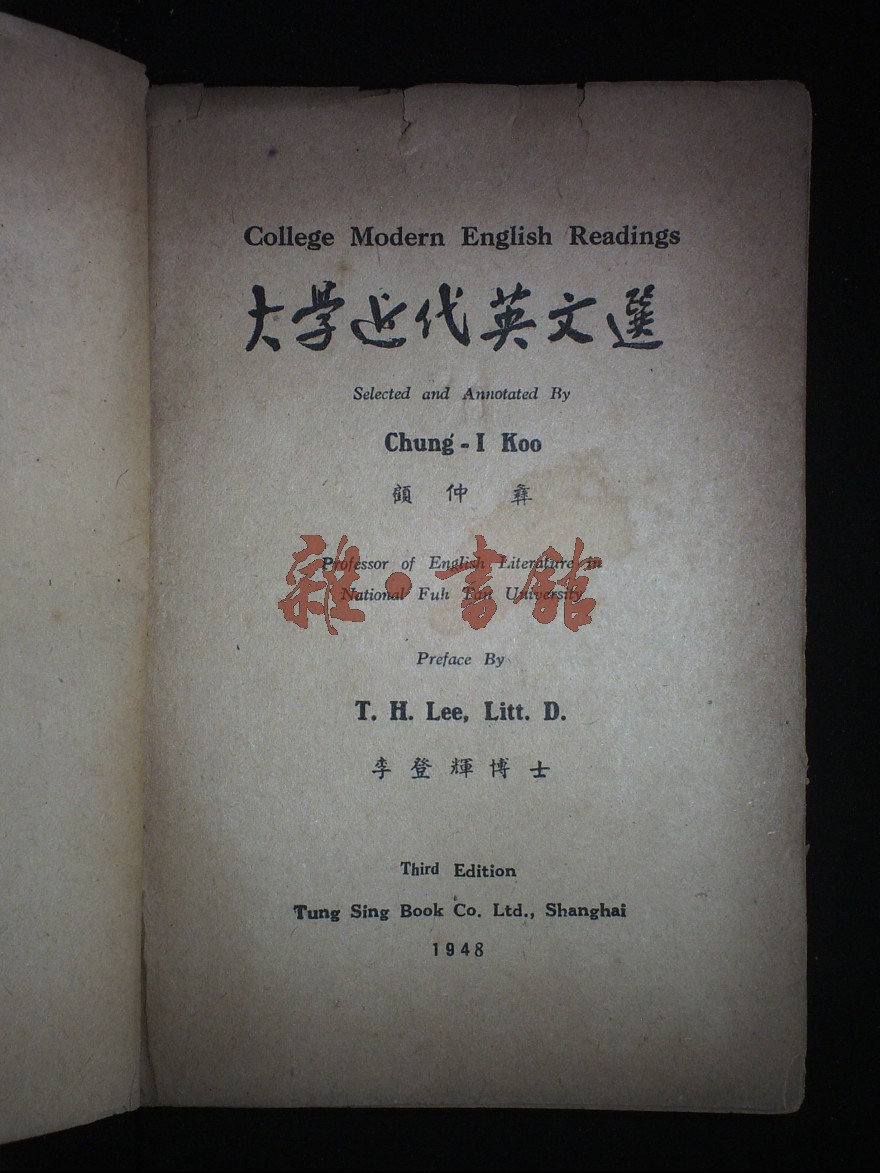 College Modern English Readings
大學近代英文選
Selected and Annotated By
Chung-I Koo
顧仲彝
Professor of English Literature in
National Fuh Tan University
雜·書館
Preface By
T. H. Lee, Litt. D.
李登輝博士
Third Edition
Tung Sing Book Co. Ltd., Shanghai
1948